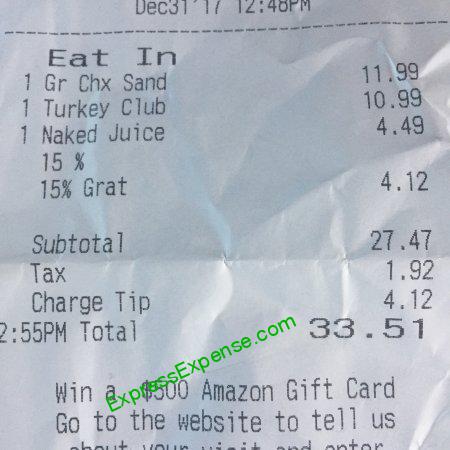 Dec31'17 12:48PM
Eat In
1 Gr Chx Sand 11.99
1 Turkey Club 10.99
1 Naked Juice 4.49
15 %
15% Grat 4.12
Subtotal 27.47
Tax 1.92
Charge Tip 4.12
2:55PM Total 33.51
ExpressExpense.com
Win a $500 Amazon Gift Card
Go to the website to tell us
about your visit and enter